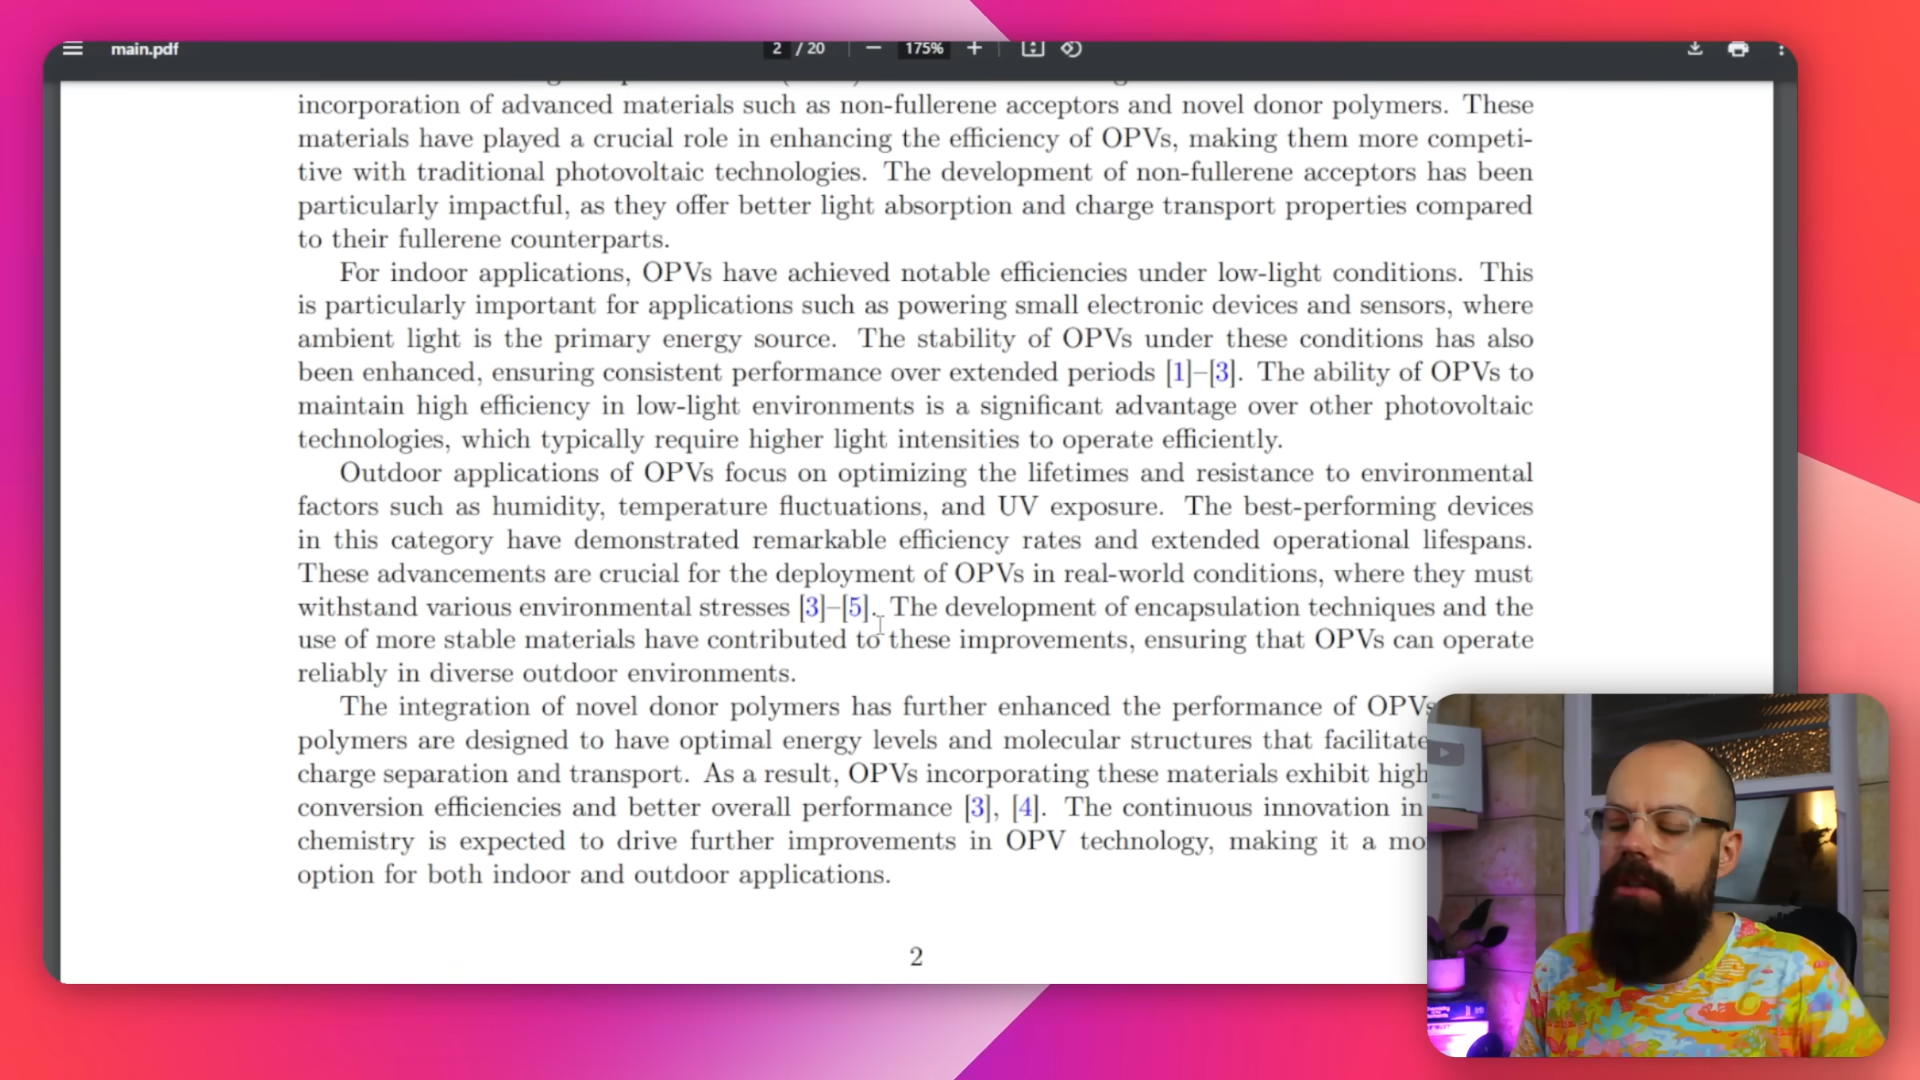 main.pdf
2 / 20
175%
incorporation of advanced materials such as non-fullerene acceptors and novel donor polymers. These
materials have played a crucial role in enhancing the efficiency of OPVs, making them more competi-
tive with traditional photovoltaic technologies. The development of non-fullerene acceptors has been
particularly impactful, as they offer better light absorption and charge transport properties compared
to their fullerene counterparts.
For indoor applications, OPVs have achieved notable efficiencies under low-light conditions. This
is particularly important for applications such as powering small electronic devices and sensors, where
ambient light is the primary energy source. The stability of OPVs under these conditions has also
been enhanced, ensuring consistent performance over extended periods [1]–[3]. The ability of OPVs to
maintain high efficiency in low-light environments is a significant advantage over other photovoltaic
technologies, which typically require higher light intensities to operate efficiently.
Outdoor applications of OPVs focus on optimizing the lifetimes and resistance to environmental
factors such as humidity, temperature fluctuations, and UV exposure. The best-performing devices
in this category have demonstrated remarkable efficiency rates and extended operational lifespans.
These advancements are crucial for the deployment of OPVs in real-world conditions, where they must
withstand various environmental stresses [3]–[5]. The development of encapsulation techniques and the
use of more stable materials have contributed to these improvements, ensuring that OPVs can operate
reliably in diverse outdoor environments.
The integration of novel donor polymers has further enhanced the performance of OPVs
polymers are designed to have optimal energy levels and molecular structures that facilitate
charge separation and transport. As a result, OPVs incorporating these materials exhibit high
conversion efficiencies and better overall performance [3], [4]. The continuous innovation in
chemistry is expected to drive further improvements in OPV technology, making it a mo
option for both indoor and outdoor applications.
2